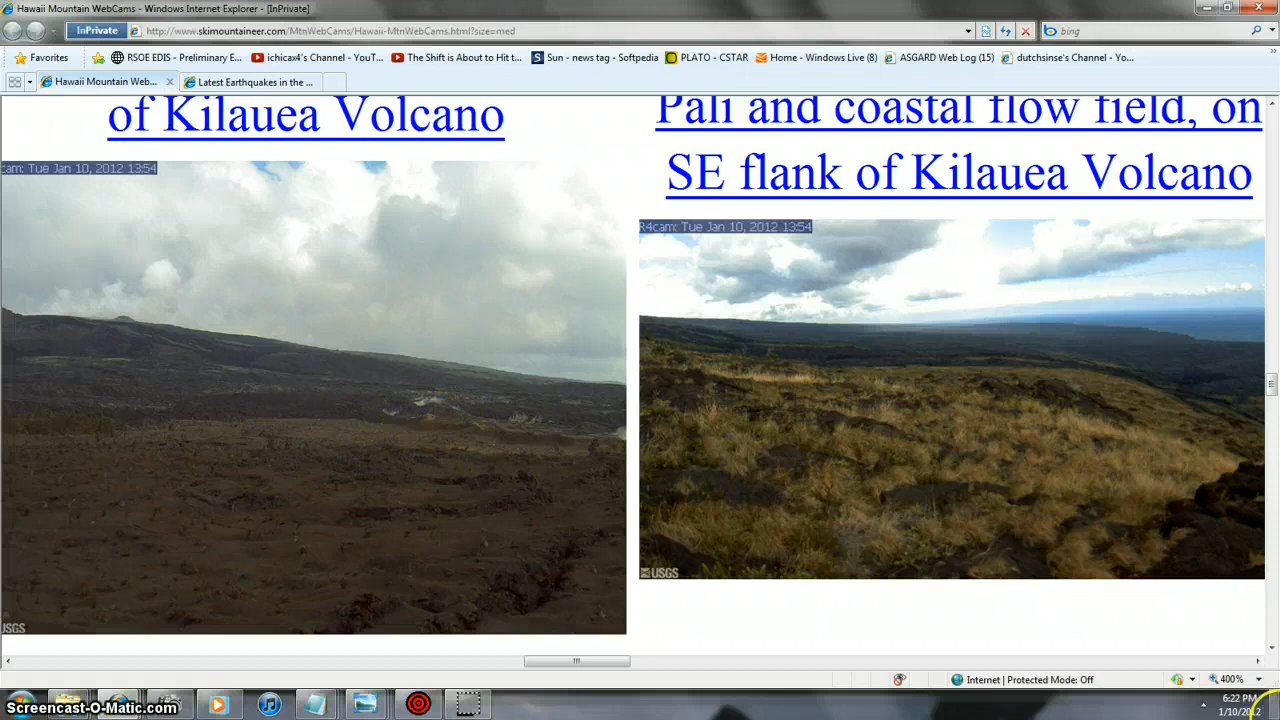 Hawaii Mountain WebCams - Windows Internet Explorer - [InPrivate]
InPrivate http://www.skimountaineer.com/MtnWebCams/Hawaii-MtnWebCams.html?size=med bing
Favorites RSOE EDIS - Preliminary E... ichicax4's Channel - YouT... The Shift is About to Hit t... Sun - news tag - Softpedia PLATO - CSTAR Home - Windows Live (8) ASGARD Web Log (15) dutchsinse's Channel - Yo...
Hawaii Mountain Web... Latest Earthquakes in the ...
of Kilauea Volcano
Pali and coastal flow field, on
SE flank of Kilauea Volcano
cam: Tue Jan 10, 2012 13:54
R4cam: Tue Jan 10, 2012 13:54
USGS
USGS
Internet | Protected Mode: Off 400%
Screencast-O-Matic.com
6:22 PM
1/10/2012